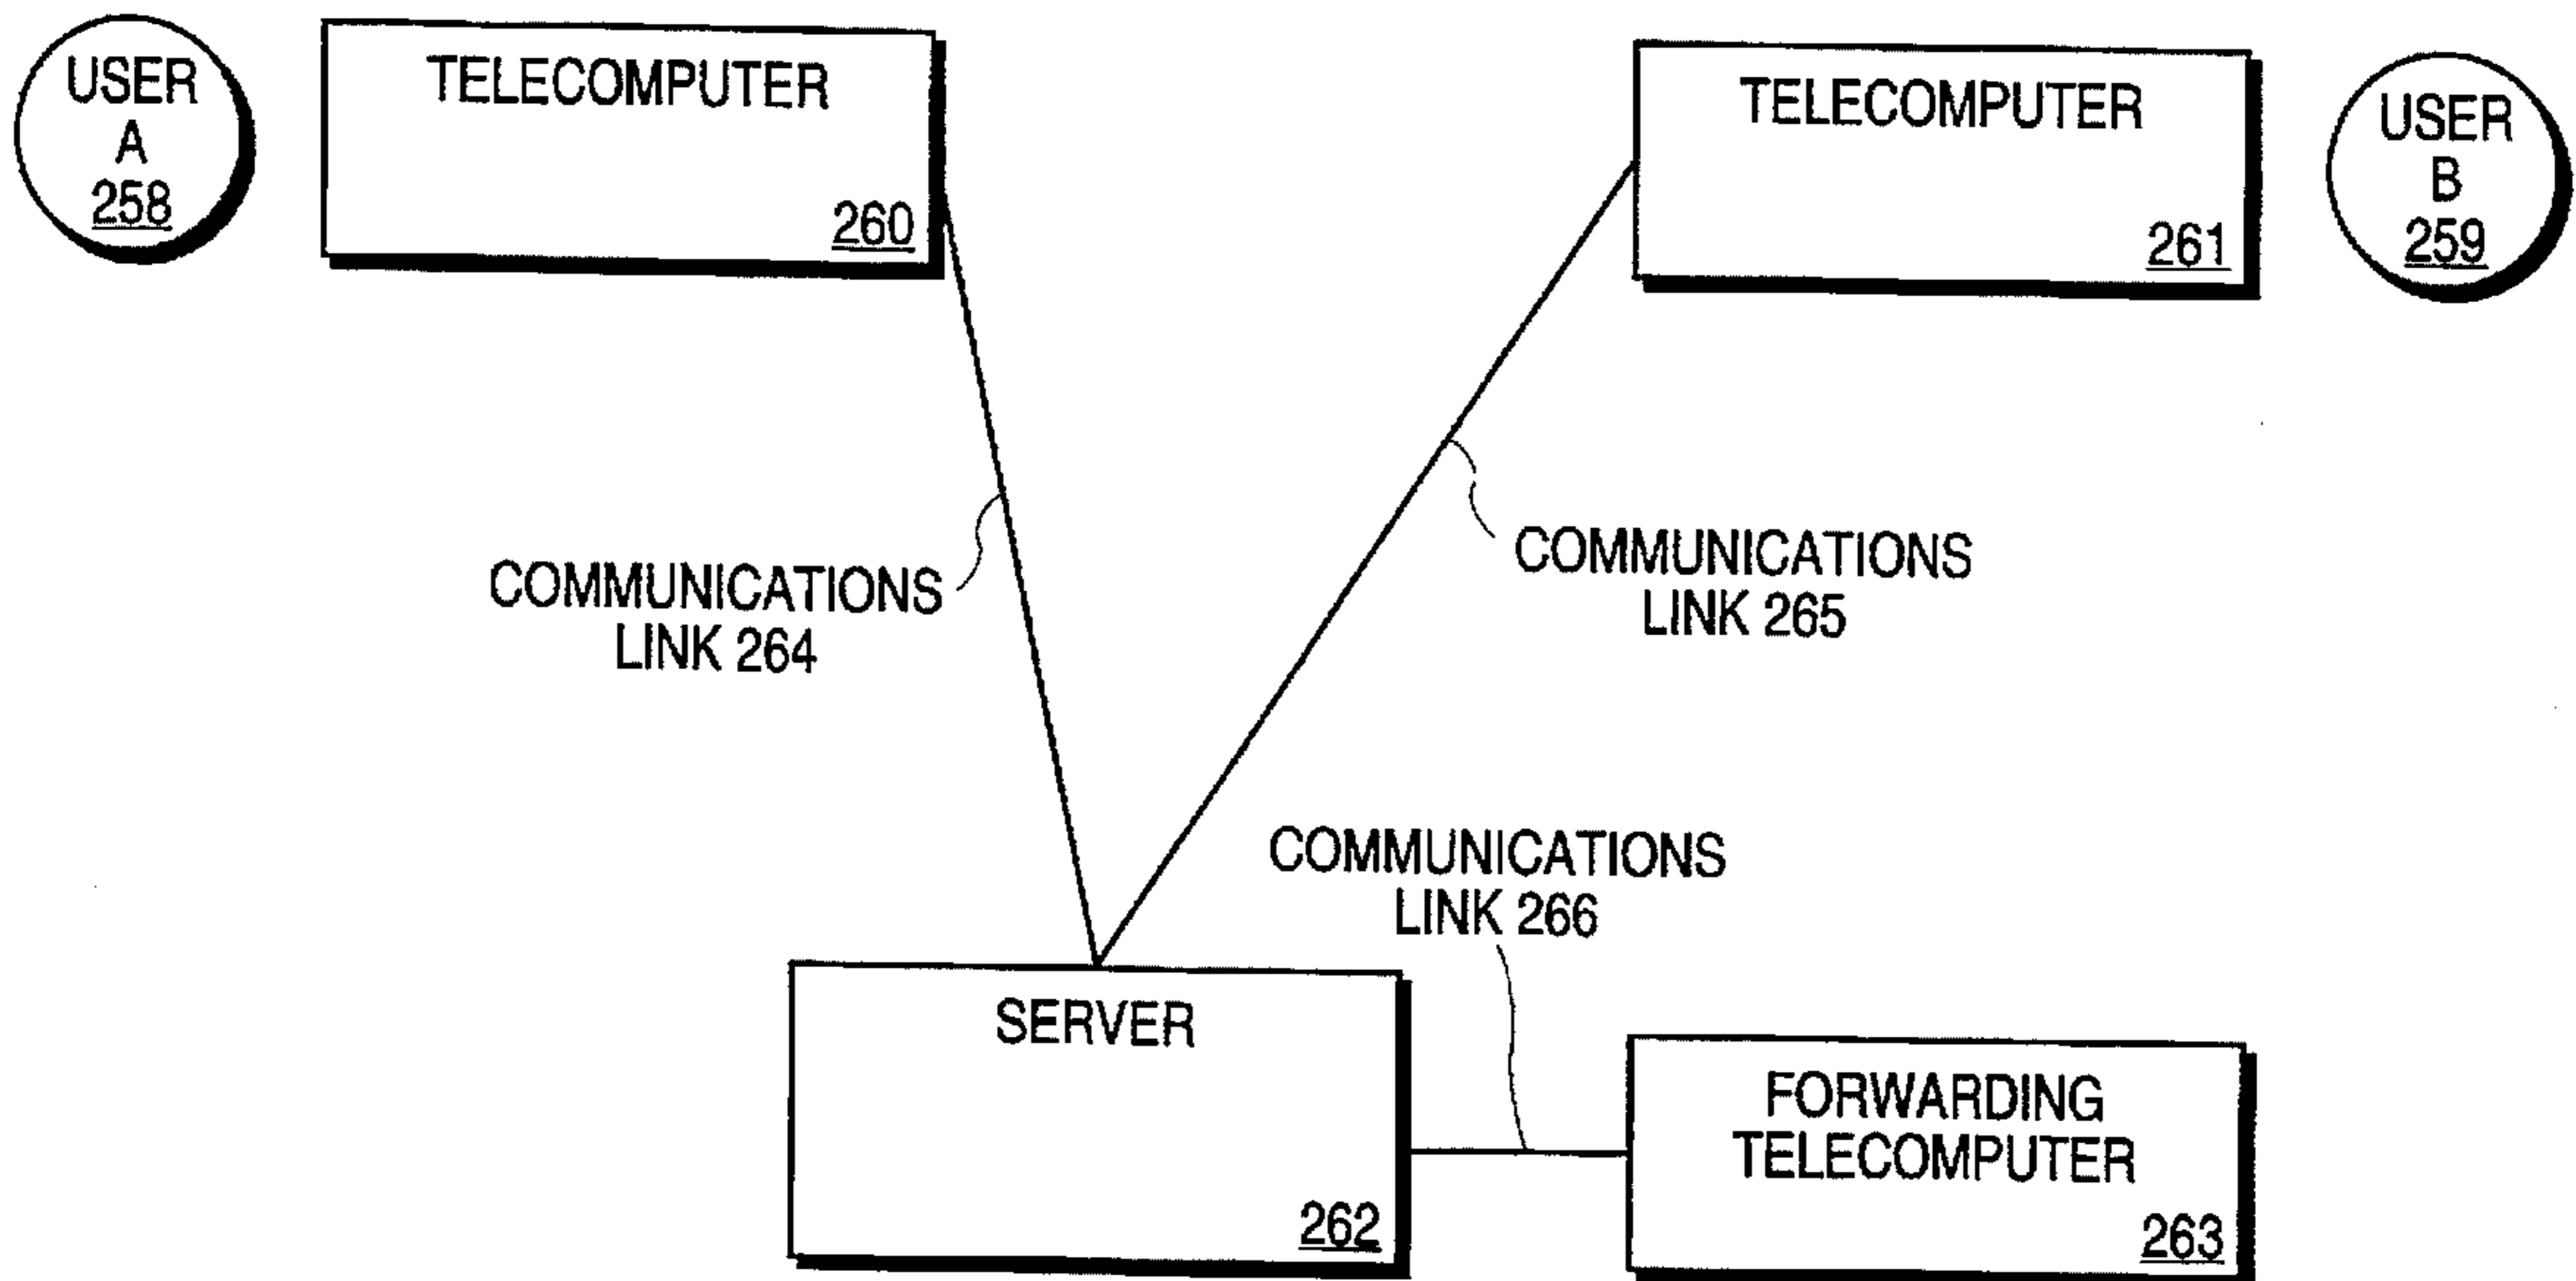 USER
A
258
TELECOMPUTER
260
TELECOMPUTER
261
USER
B
259
COMMUNICATIONS
LINK 264
COMMUNICATIONS
LINK 265
COMMUNICATIONS
LINK 266
SERVER
262
FORWARDING
TELECOMPUTER
263